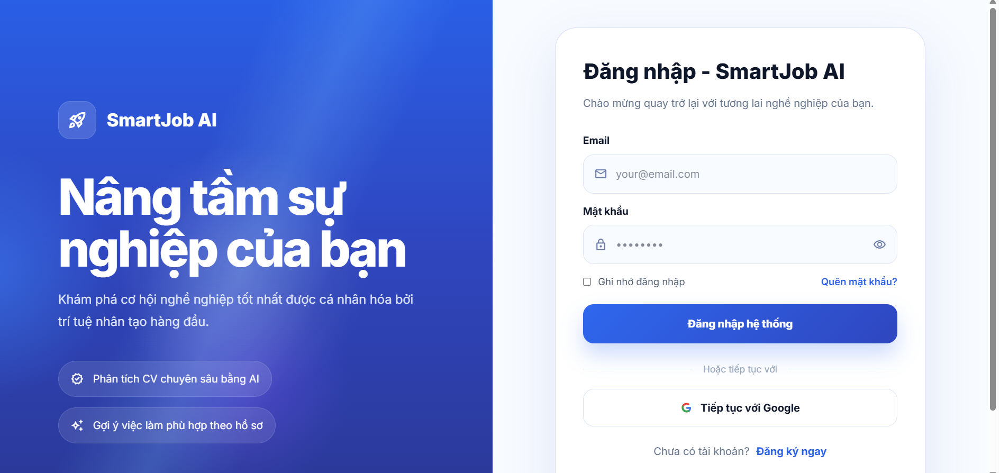 SmartJob AI
Nâng tầm sự
nghiệp của bạn
Khám phá cơ hội nghề nghiệp tốt nhất được cá nhân hóa bởi
trí tuệ nhân tạo hàng đầu.
Phân tích CV chuyên sâu bằng AI
Gợi ý việc làm phù hợp theo hồ sơ
Đăng nhập - SmartJob AI
Chào mừng quay trở lại với tương lai nghề nghiệp của bạn.
Email
your@email.com
Mật khẩu
••••••••
Ghi nhớ đăng nhập
Quên mật khẩu?
Đăng nhập hệ thống
Hoặc tiếp tục với
Tiếp tục với Google
Chưa có tài khoản? Đăng ký ngay